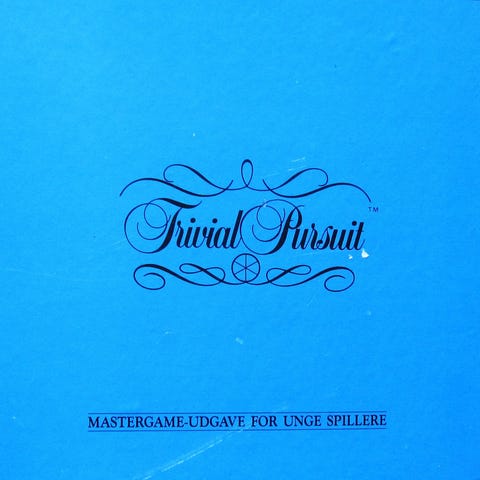 Trivial Pursuit™
MASTERGAME-UDGAVE FOR UNGE SPILLERE